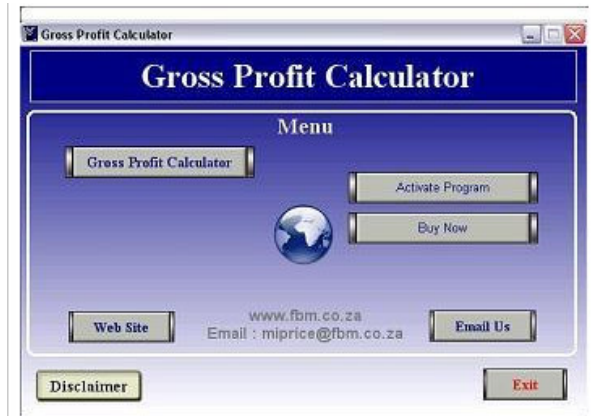 Gross Profit Calculator
Gross Profit Calculator
Menu
Gross Profit Calculator
Activate Program
Buy Now
Web Site
www.fbm.co.za
Email : miprice@fbm.co.za
Email Us
Disclaimer
Exit